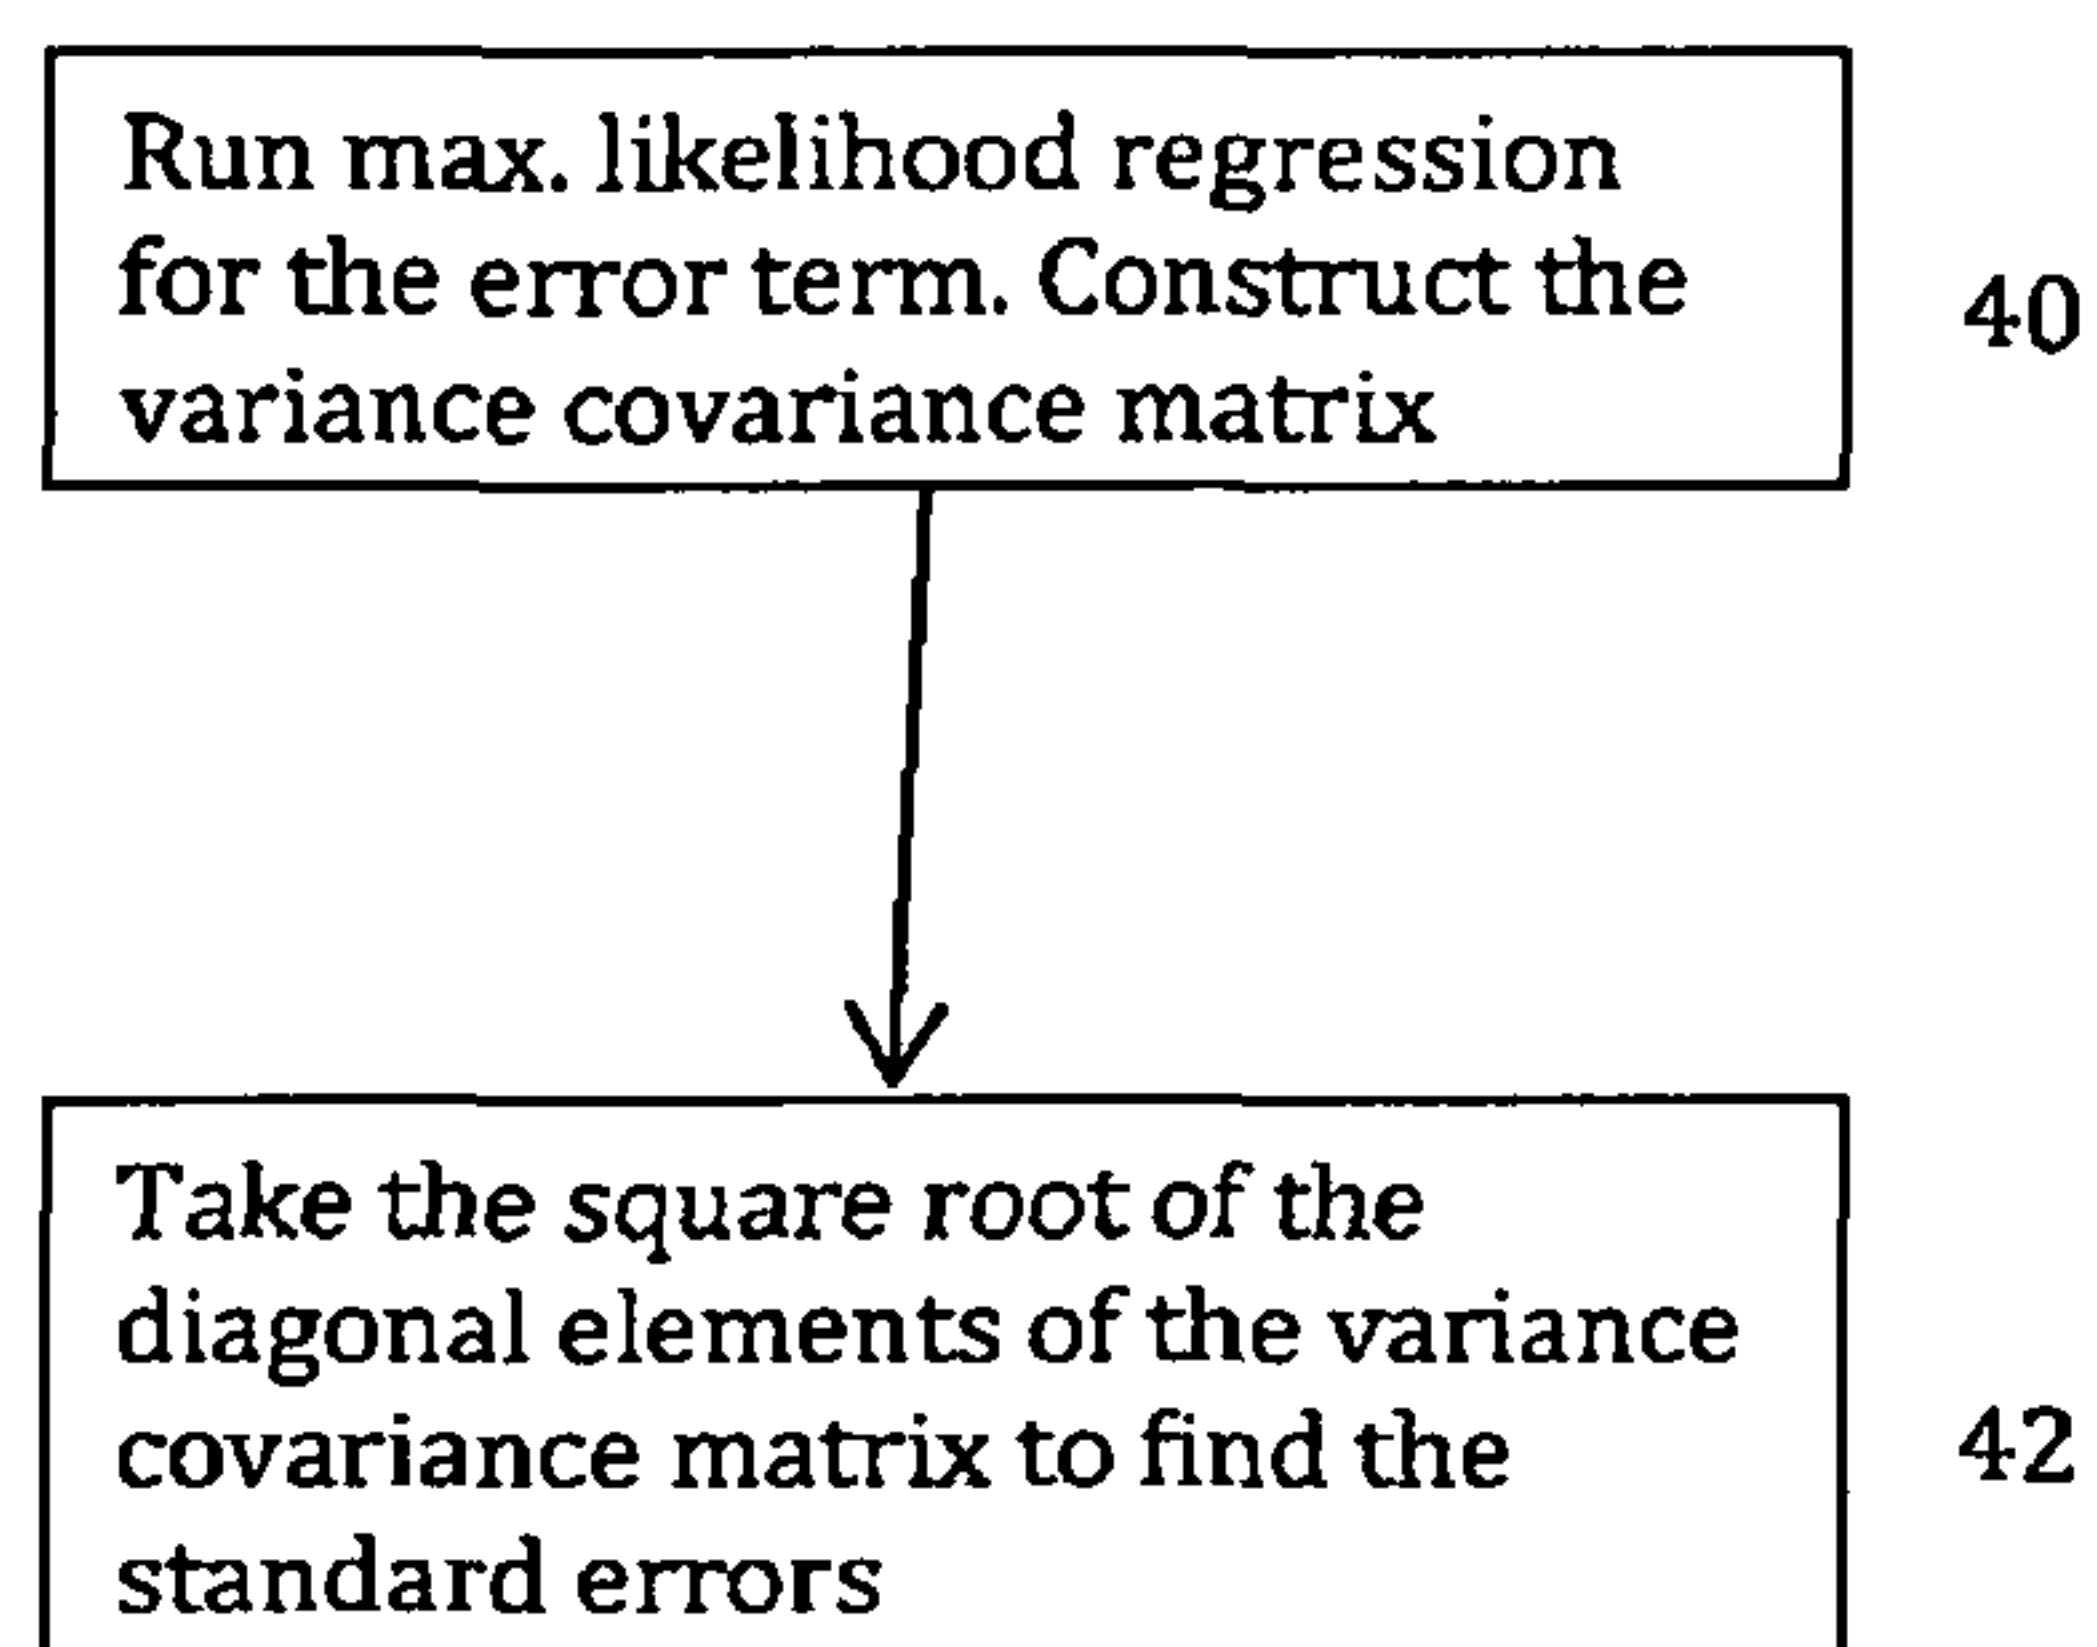 Run max. likelihood regression
for the error term. Construct the
variance covariance matrix
40
Take the square root of the
diagonal elements of the variance
covariance matrix to find the
standard errors
42